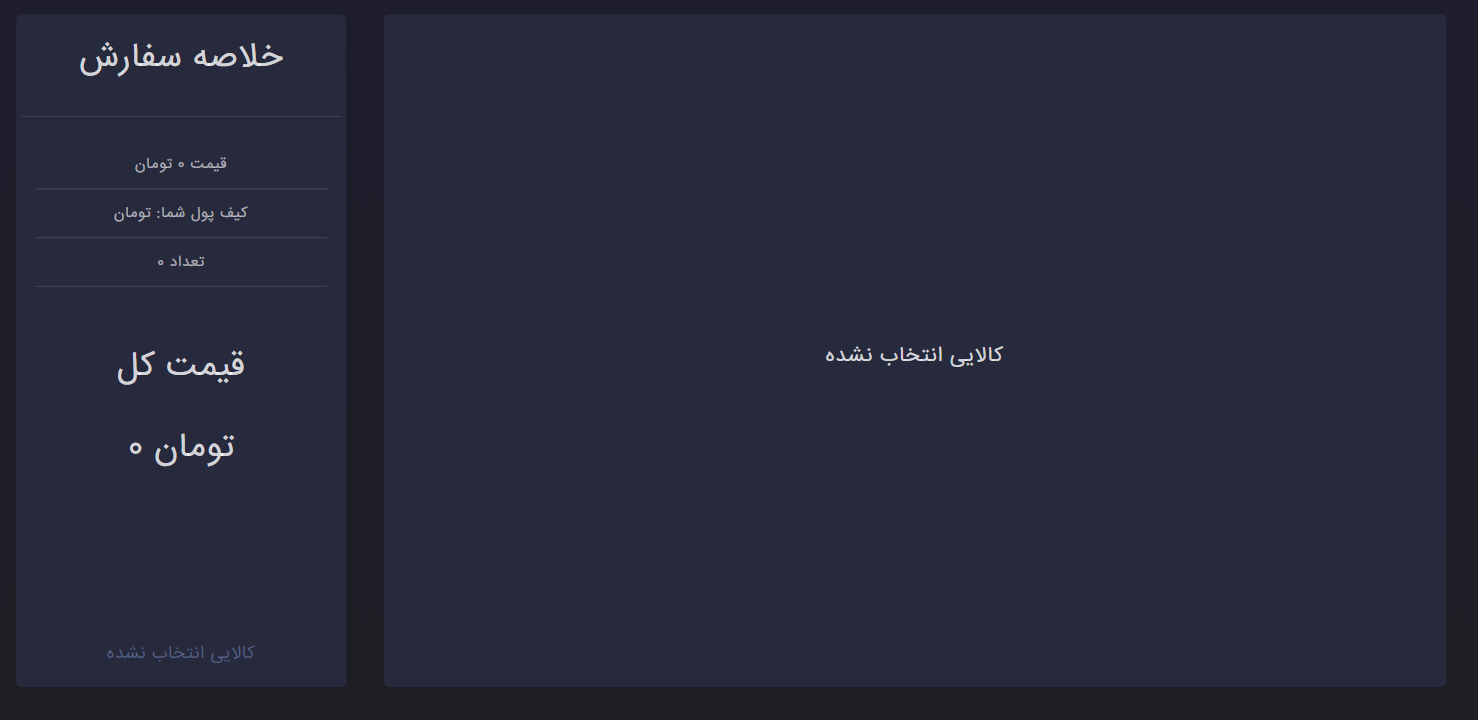 خلاصه سفارش
قیمت ۰ تومان
کیف پول شما: تومان
تعداد ۰
قیمت کل
تومان ۰
کالایی انتخاب نشده
کالایی انتخاب نشده